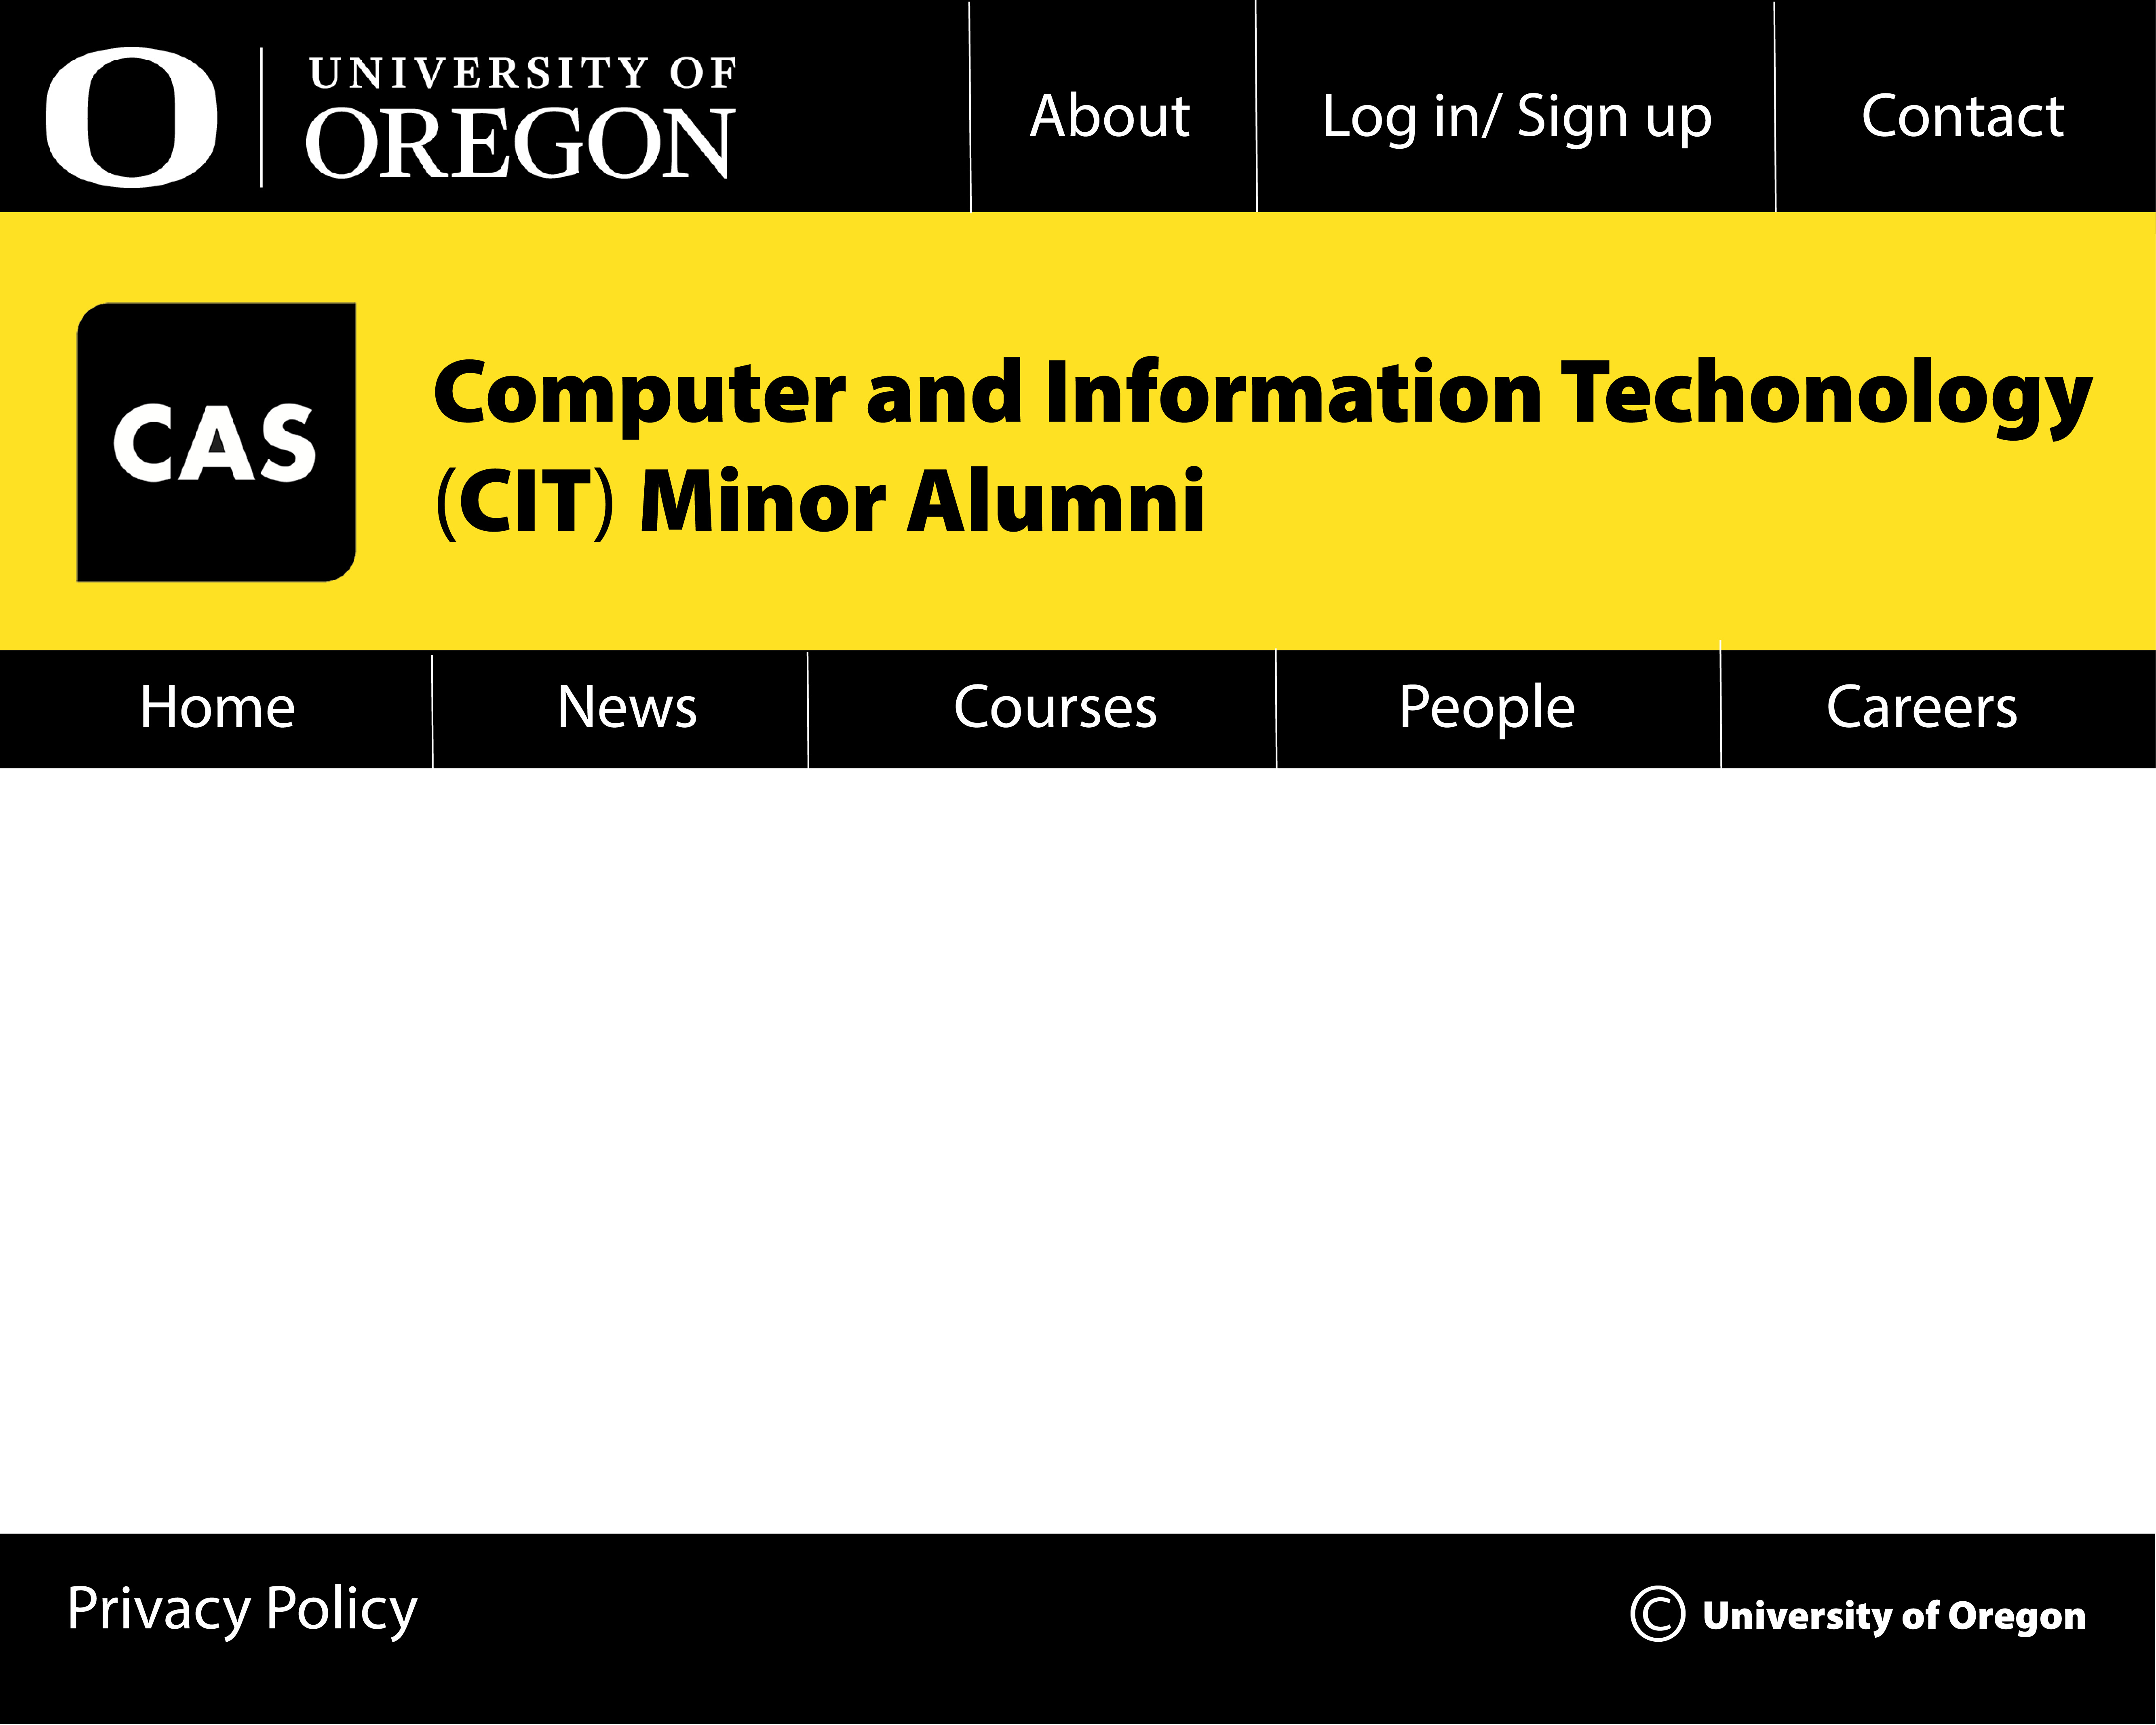 UNIVERSITY OF
OREGON
About
Log in/ Sign up
Contact
CAS
Computer and Information Techonology
(CIT) Minor Alumni
Home
News
Courses
People
Careers
Privacy Policy
© University of Oregon